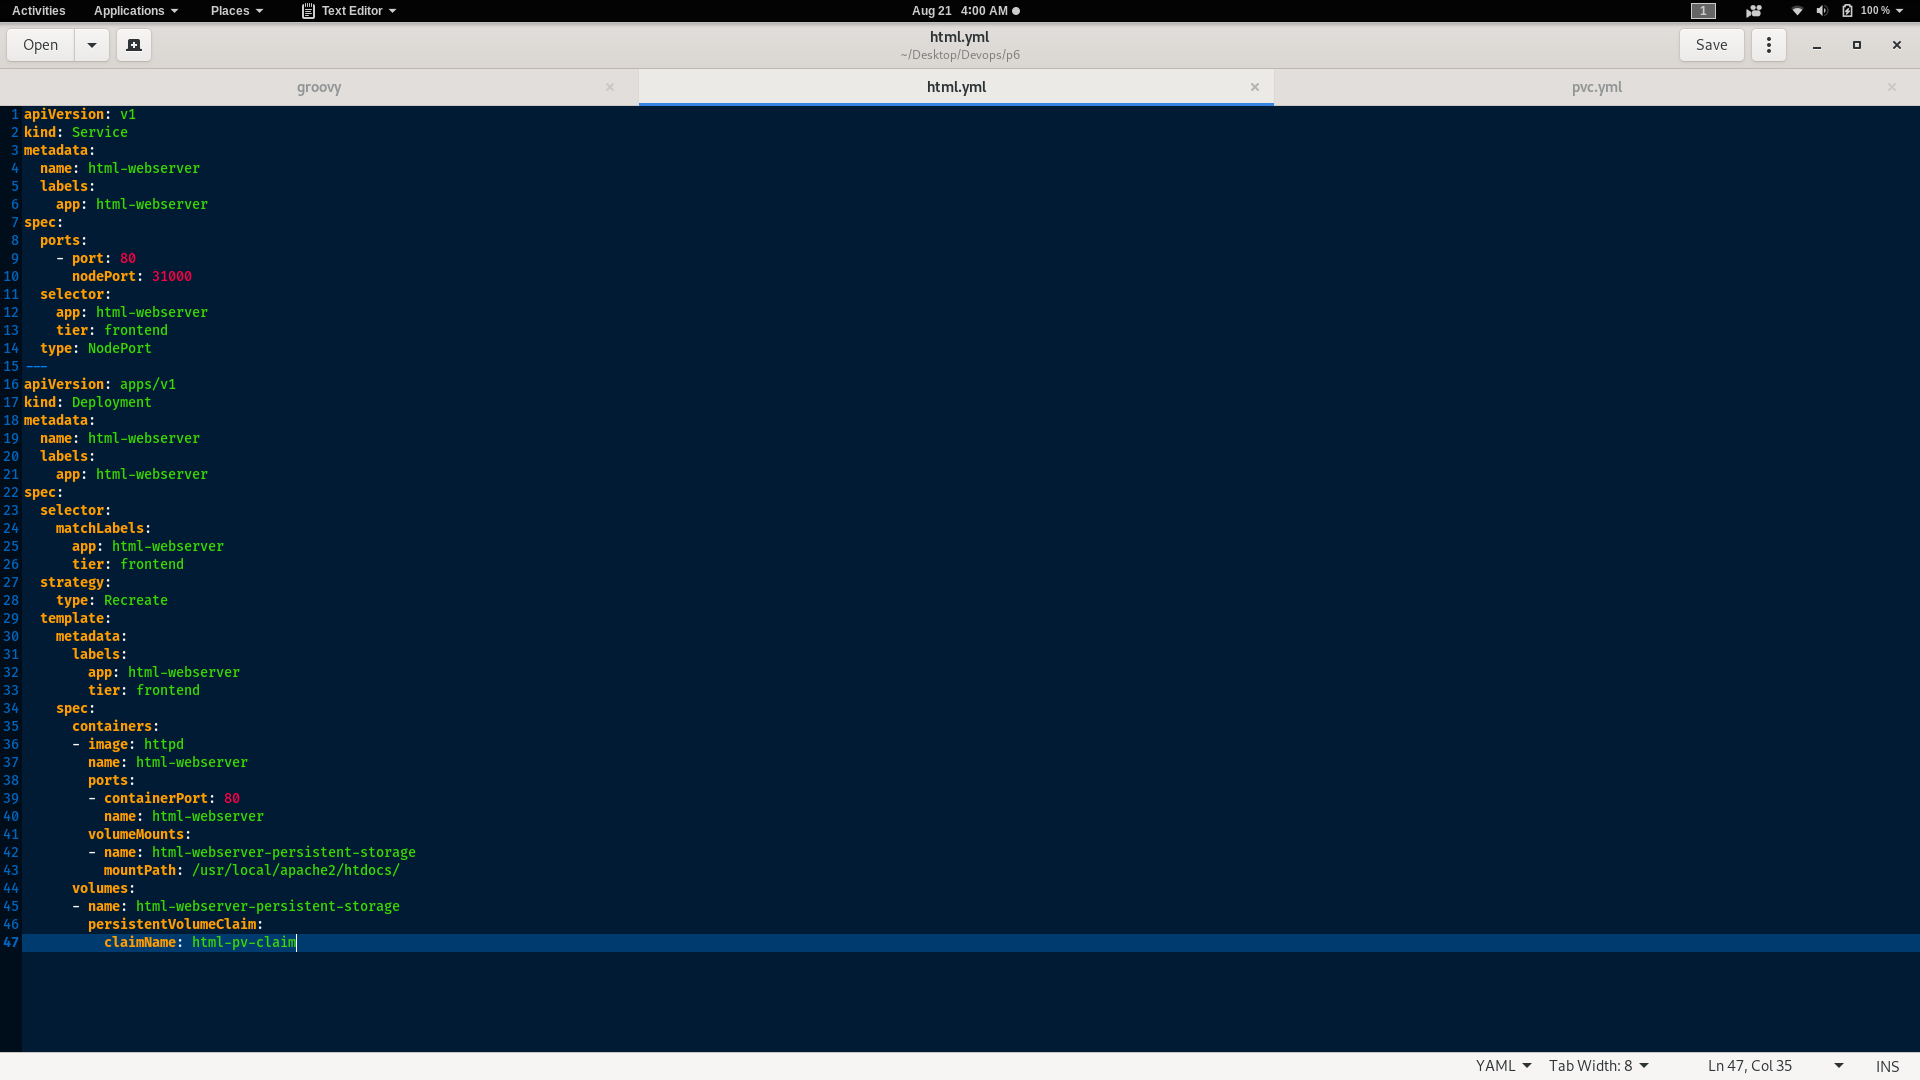 Activities Applications Places Text Editor Aug 21 4:00 AM 1 100 %
Open html.yml Save
~/Desktop/Devops/p6
groovy html.yml pvc.yml
1 apiVersion: v1
2 kind: Service
3 metadata:
4   name: html-webserver
5   labels:
6     app: html-webserver
7 spec:
8   ports:
9     - port: 80
10       nodePort: 31000
11   selector:
12     app: html-webserver
13     tier: frontend
14   type: NodePort
15 ---
16 apiVersion: apps/v1
17 kind: Deployment
18 metadata:
19   name: html-webserver
20   labels:
21     app: html-webserver
22 spec:
23   selector:
24     matchLabels:
25       app: html-webserver
26       tier: frontend
27   strategy:
28     type: Recreate
29   template:
30     metadata:
31       labels:
32         app: html-webserver
33         tier: frontend
34     spec:
35       containers:
36       - image: httpd
37         name: html-webserver
38         ports:
39         - containerPort: 80
40           name: html-webserver
41         volumeMounts:
42         - name: html-webserver-persistent-storage
43           mountPath: /usr/local/apache2/htdocs/
44       volumes:
45       - name: html-webserver-persistent-storage
46         persistentVolumeClaim:
47           claimName: html-pv-claim
YAML Tab Width: 8 Ln 47, Col 35 INS